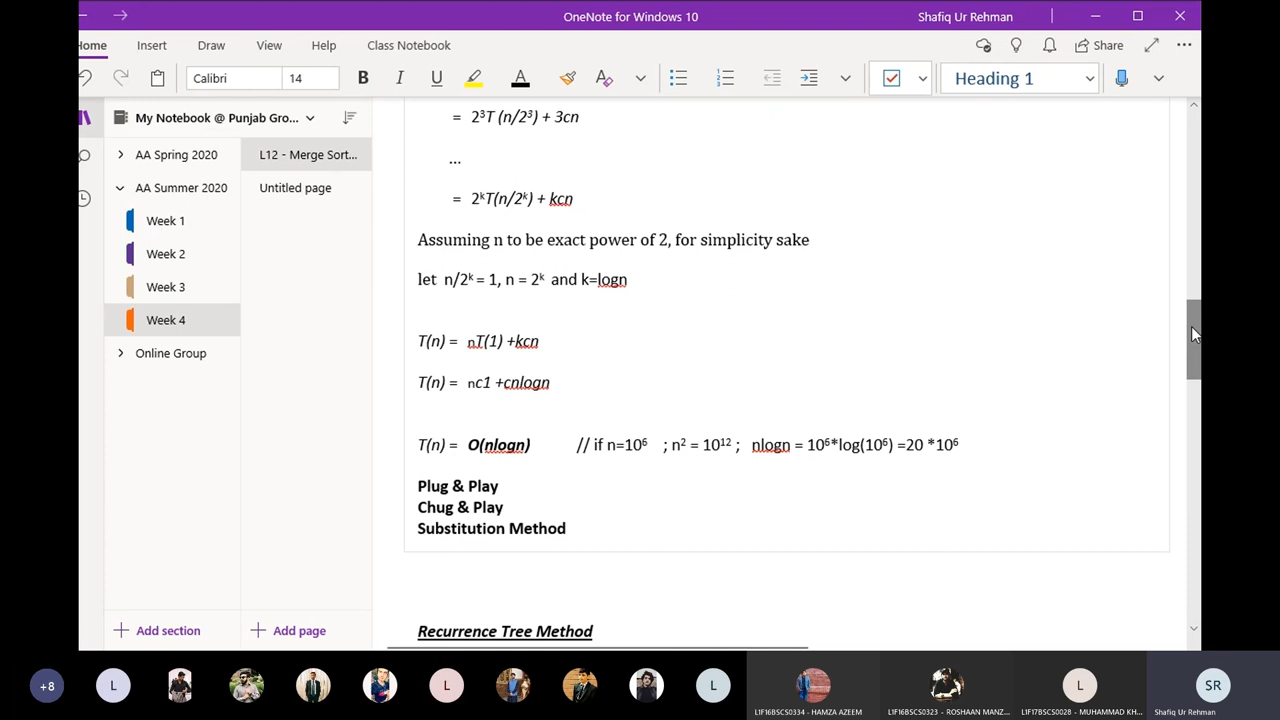 OneNote for Windows 10
Shafiq Ur Rehman
Home Insert Draw View Help Class Notebook
Share
Calibri 14 B I U A A Heading 1
My Notebook @ Punjab Gro...
AA Spring 2020
AA Summer 2020
Week 1
Week 2
Week 3
Week 4
Online Group
Add section
L12 - Merge Sort...
Untitled page
Add page
= 2³T (n/2³) + 3cn
...
= 2ᵏT(n/2ᵏ) + kcn
Assuming n to be exact power of 2, for simplicity sake
let n/2ᵏ = 1, n = 2ᵏ and k=logn
T(n) = nT(1) +kcn
T(n) = nc1 +cnlogn
T(n) = O(nlogn) // if n=10⁶ ; n² = 10¹² ; nlogn = 10⁶*log(10⁶) =20 *10⁶
Plug & Play
Chug & Play
Substitution Method
Recurrence Tree Method
+8 L L L L SR
L1F16BSCS0334 - HAMZA AZEEM
L1F16BSCS0323 - ROSHAAN MANZ...
L1F17BSCS0028 - MUHAMMAD KH...
Shafiq Ur Rehman